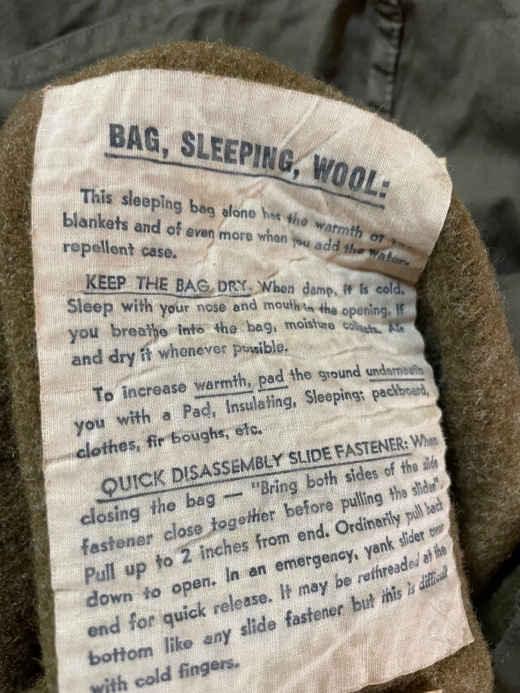 BAG, SLEEPING, WOOL:
This sleeping bag alone has the warmth of
blankets and of even more when you add the water-
repellent case.
KEEP THE BAG DRY. When damp, it is cold.
Sleep with your nose and mouth in the opening. If
you breathe into the bag, moisture collects. Air
and dry it whenever possible.
To increase warmth, pad the ground underneath
you with a Pad, Insulating, Sleeping; packboard,
clothes, fir boughs, etc.
QUICK DISASSEMBLY SLIDE FASTENER: When
closing the bag — "Bring both sides of the slide
fastener close together before pulling the slider".
Pull up to 2 inches from end. Ordinarily pull back
down to open. In an emergency, yank slider over
end for quick release. It may be rethreaded at the
bottom like any slide fastener but this is difficult
with cold fingers.